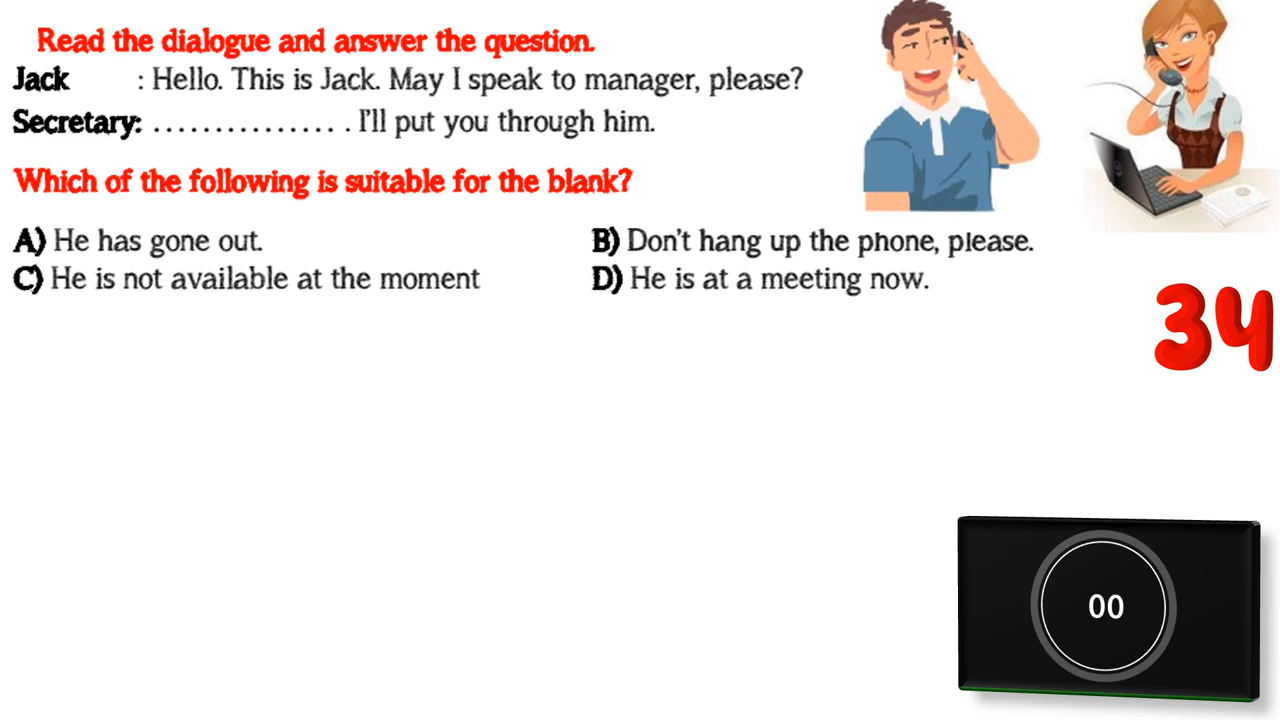 Read the dialogue and answer the question.
Jack : Hello. This is Jack. May I speak to manager, please?
Secretary: . . . . . . . . . . . . . . . . I'll put you through him.
Which of the following is suitable for the blank?
A) He has gone out.
B) Don't hang up the phone, please.
C) He is not available at the moment
D) He is at a meeting now.
34
00